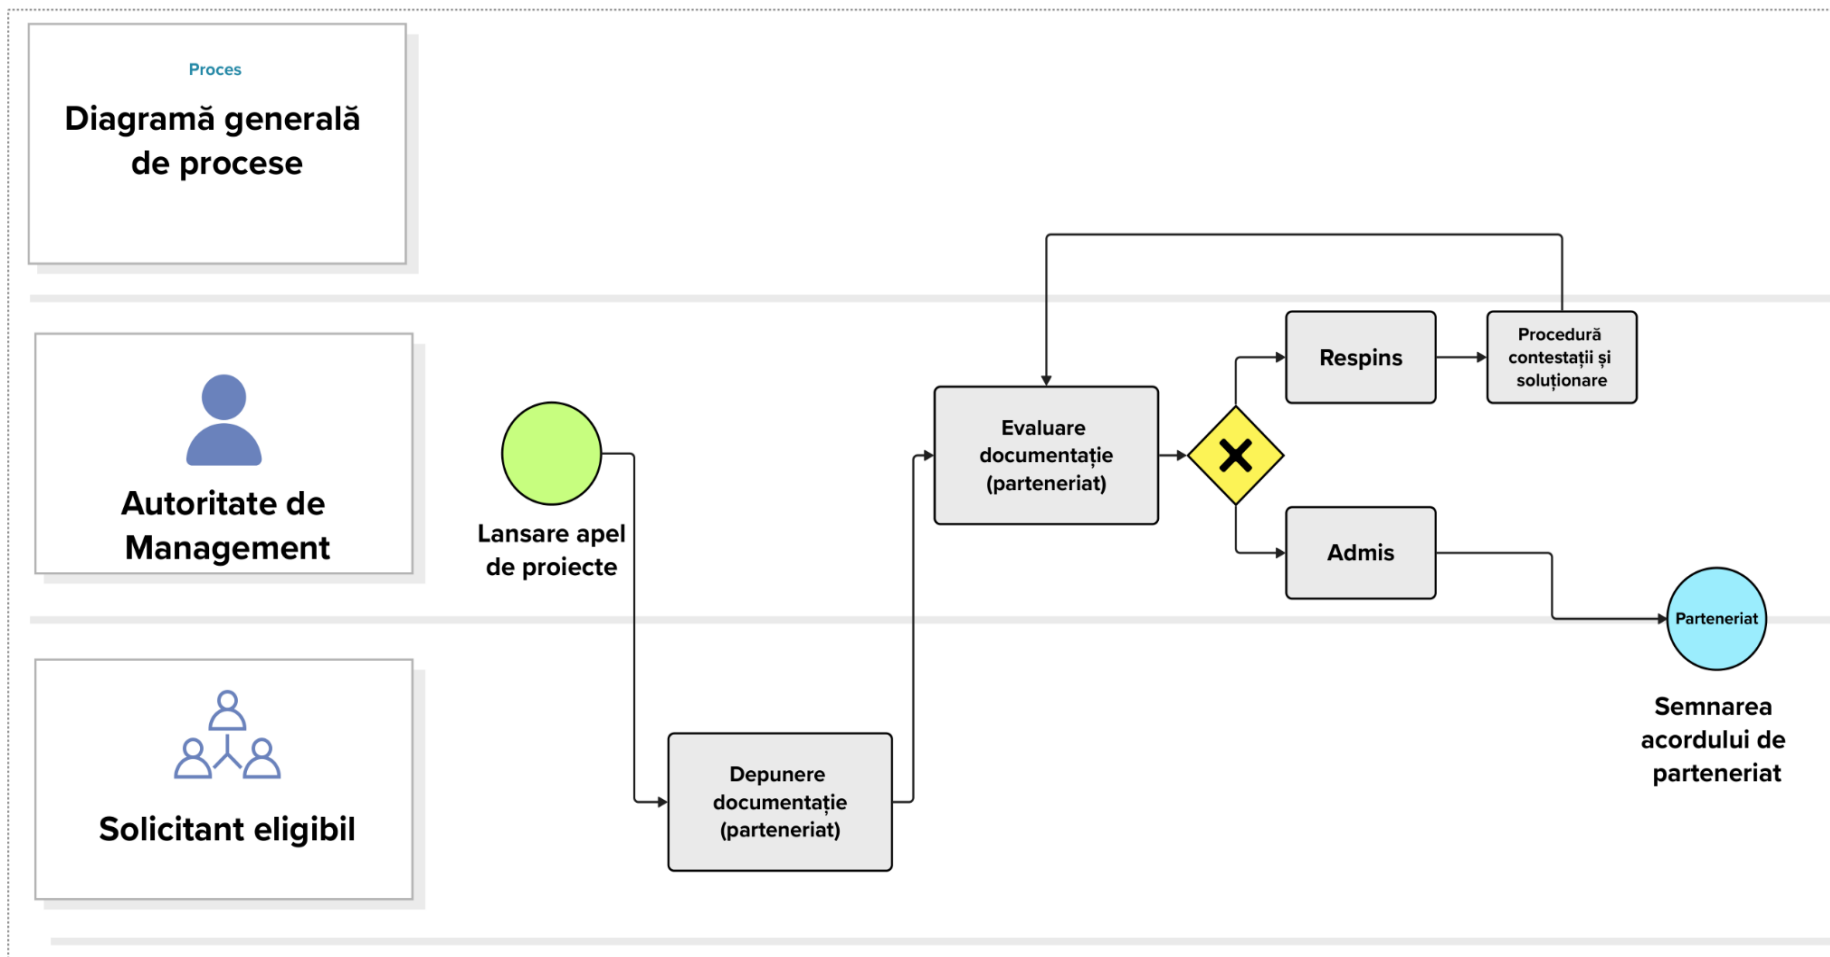 Proces
Diagramă generală
de procese
Autoritate de
Management
Solicitant eligibil
Lansare apel
de proiecte
Depunere
documentație
(parteneriat)
Evaluare
documentație
(parteneriat)
Respins
Procedură
contestații și
soluționare
Admis
Parteneriat
Semnarea
acordului de
parteneriat